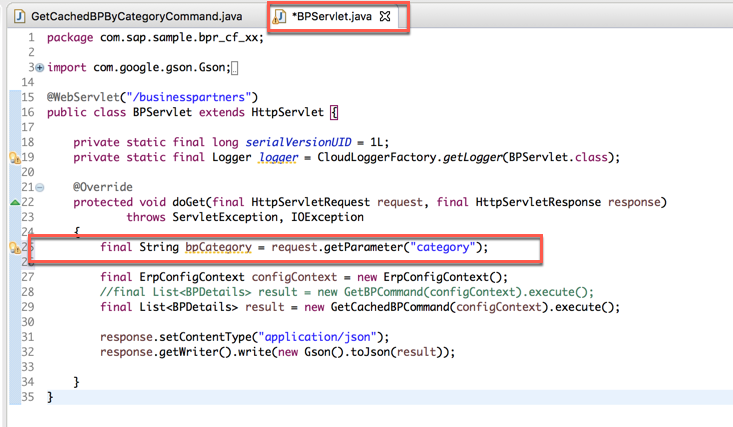 GetCachedBPByCategoryCommand.java
*BPServlet.java
1 package com.sap.sample.bpr_cf_xx;
2
3 import com.google.gson.Gson;
14
15 @WebServlet("/businesspartners")
16 public class BPServlet extends HttpServlet {
17
18 private static final long serialVersionUID = 1L;
19 private static final Logger logger = CloudLoggerFactory.getLogger(BPServlet.class);
20
21 @Override
22 protected void doGet(final HttpServletRequest request, final HttpServletResponse response)
23 throws ServletException, IOException
24 {
25 final String bpCategory = request.getParameter("category");
26
27 final ErpConfigContext configContext = new ErpConfigContext();
28 //final List<BPDetails> result = new GetBPCommand(configContext).execute();
29 final List<BPDetails> result = new GetCachedBPCommand(configContext).execute();
30
31 response.setContentType("application/json");
32 response.getWriter().write(new Gson().toJson(result));
33
34 }
35 }